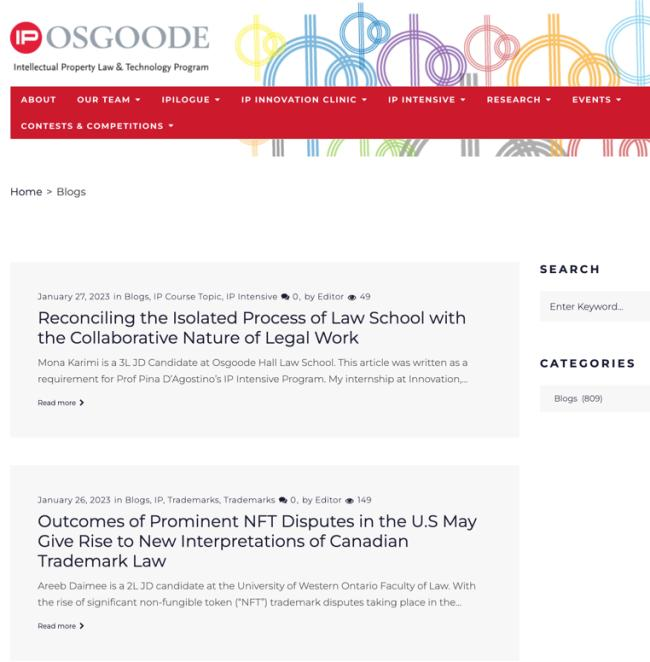 IP OSGOODE
Intellectual Property Law & Technology Program
ABOUT OUR TEAM IPILOGUE IP INNOVATION CLINIC IP INTENSIVE RESEARCH EVENTS
CONTESTS & COMPETITIONS
Home > Blogs
January 27, 2023 in Blogs, IP Course Topic, IP Intensive 0, by Editor 49
Reconciling the Isolated Process of Law School with
the Collaborative Nature of Legal Work
Mona Karimi is a 3L JD Candidate at Osgoode Hall Law School. This article was written as a
requirement for Prof Pina D’Agostino’s IP Intensive Program. My internship at Innovation,...
Read more
January 26, 2023 in Blogs, IP, Trademarks, Trademarks 0, by Editor 149
Outcomes of Prominent NFT Disputes in the U.S May
Give Rise to New Interpretations of Canadian
Trademark Law
Areeb Daimee is a 2L JD candidate at the University of Western Ontario Faculty of Law. With
the rise of significant non-fungible token (“NFT”) trademark disputes taking place in the...
Read more
SEARCH
Enter Keyword...
CATEGORIES
Blogs (809)